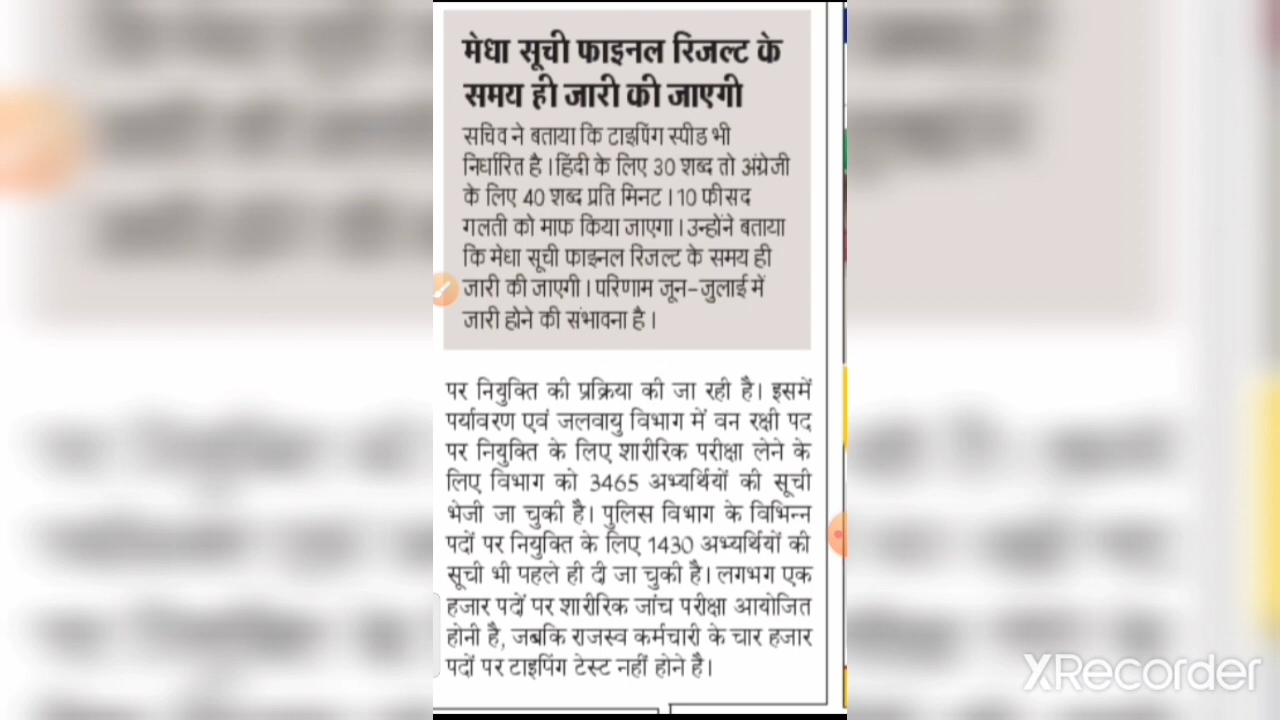 मेधा सूची फाइनल रिजल्ट के
समय ही जारी की जाएगी
सचिव ने बताया कि टाइपिंग स्पीड भी
निर्धारित है । हिंदी के लिए 30 शब्द तो अंग्रेजी
के लिए 40 शब्द प्रति मिनट । 10 फीसद
गलती को माफ किया जाएगा । उन्होंने बताया
कि मेधा सूची फाइनल रिजल्ट के समय ही
जारी की जाएगी । परिणाम जून-जुलाई में
जारी होने की संभावना है ।
पर नियुक्ति की प्रक्रिया की जा रही है। इसमें
पर्यावरण एवं जलवायु विभाग में वन रक्षी पद
पर नियुक्ति के लिए शारीरिक परीक्षा लेने के
लिए विभाग को 3465 अभ्यर्थियों की सूची
भेजी जा चुकी है। पुलिस विभाग के विभिन्न
पदों पर नियुक्ति के लिए 1430 अभ्यर्थियों की
सूची भी पहले ही दी जा चुकी है। लगभग एक
हजार पदों पर शारीरिक जांच परीक्षा आयोजित
होनी है, जबकि राजस्व कर्मचारी के चार हजार
पदों पर टाइपिंग टेस्ट नहीं होने है।
XRecorder